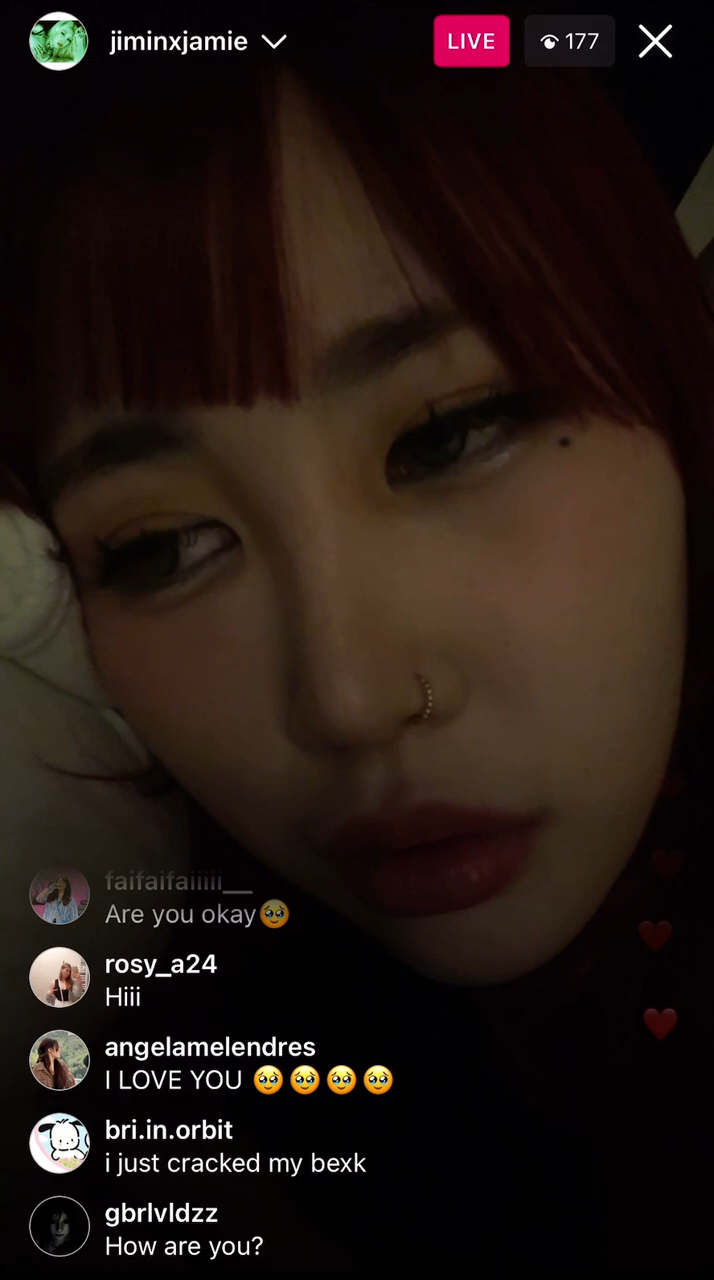 jiminxjamie
LIVE
177
faifaifaiiiii__
Are you okay🥹
rosy_a24
Hiii
angelamelendres
I LOVE YOU 🥹 🥹 🥹 🥹
bri.in.orbit
i just cracked my bexk
gbrlvldzz
How are you?